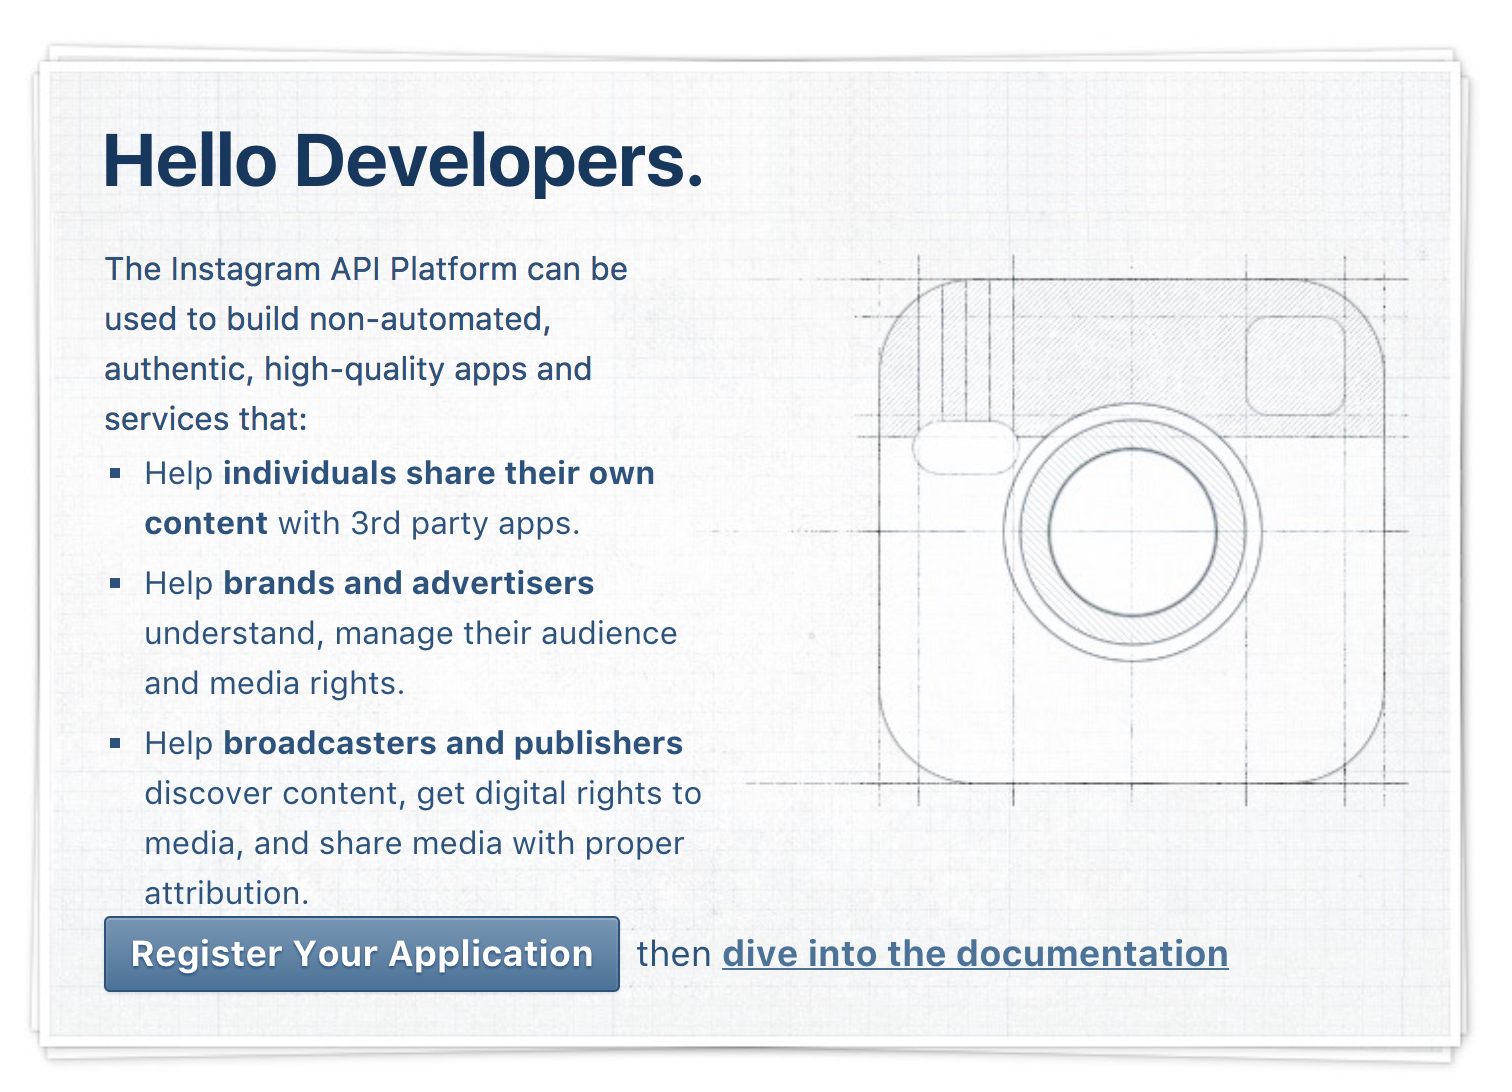 Hello Developers.
The Instagram API Platform can be
used to build non-automated,
authentic, high-quality apps and
services that:
▪ Help individuals share their own
content with 3rd party apps.
▪ Help brands and advertisers
understand, manage their audience
and media rights.
▪ Help broadcasters and publishers
discover content, get digital rights to
media, and share media with proper
attribution.
Register Your Application then dive into the documentation